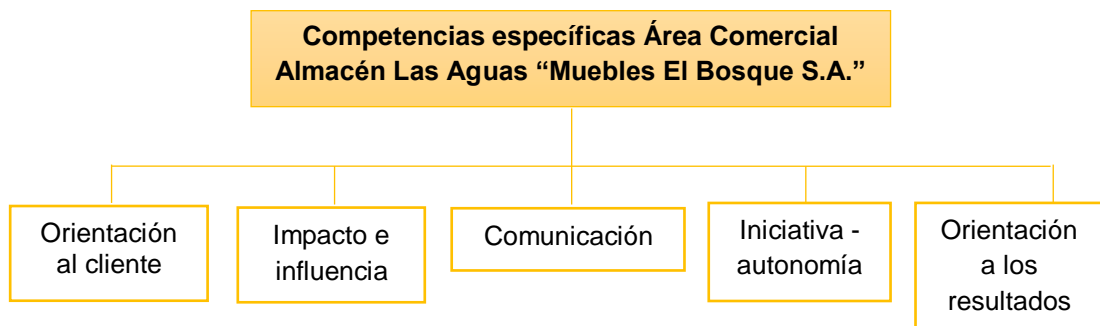 Competencias específicas Área Comercial
Almacén Las Aguas “Muebles El Bosque S.A.”
Orientación
al cliente
Impacto e
influencia
Comunicación
Iniciativa -
autonomía
Orientación
a los
resultados